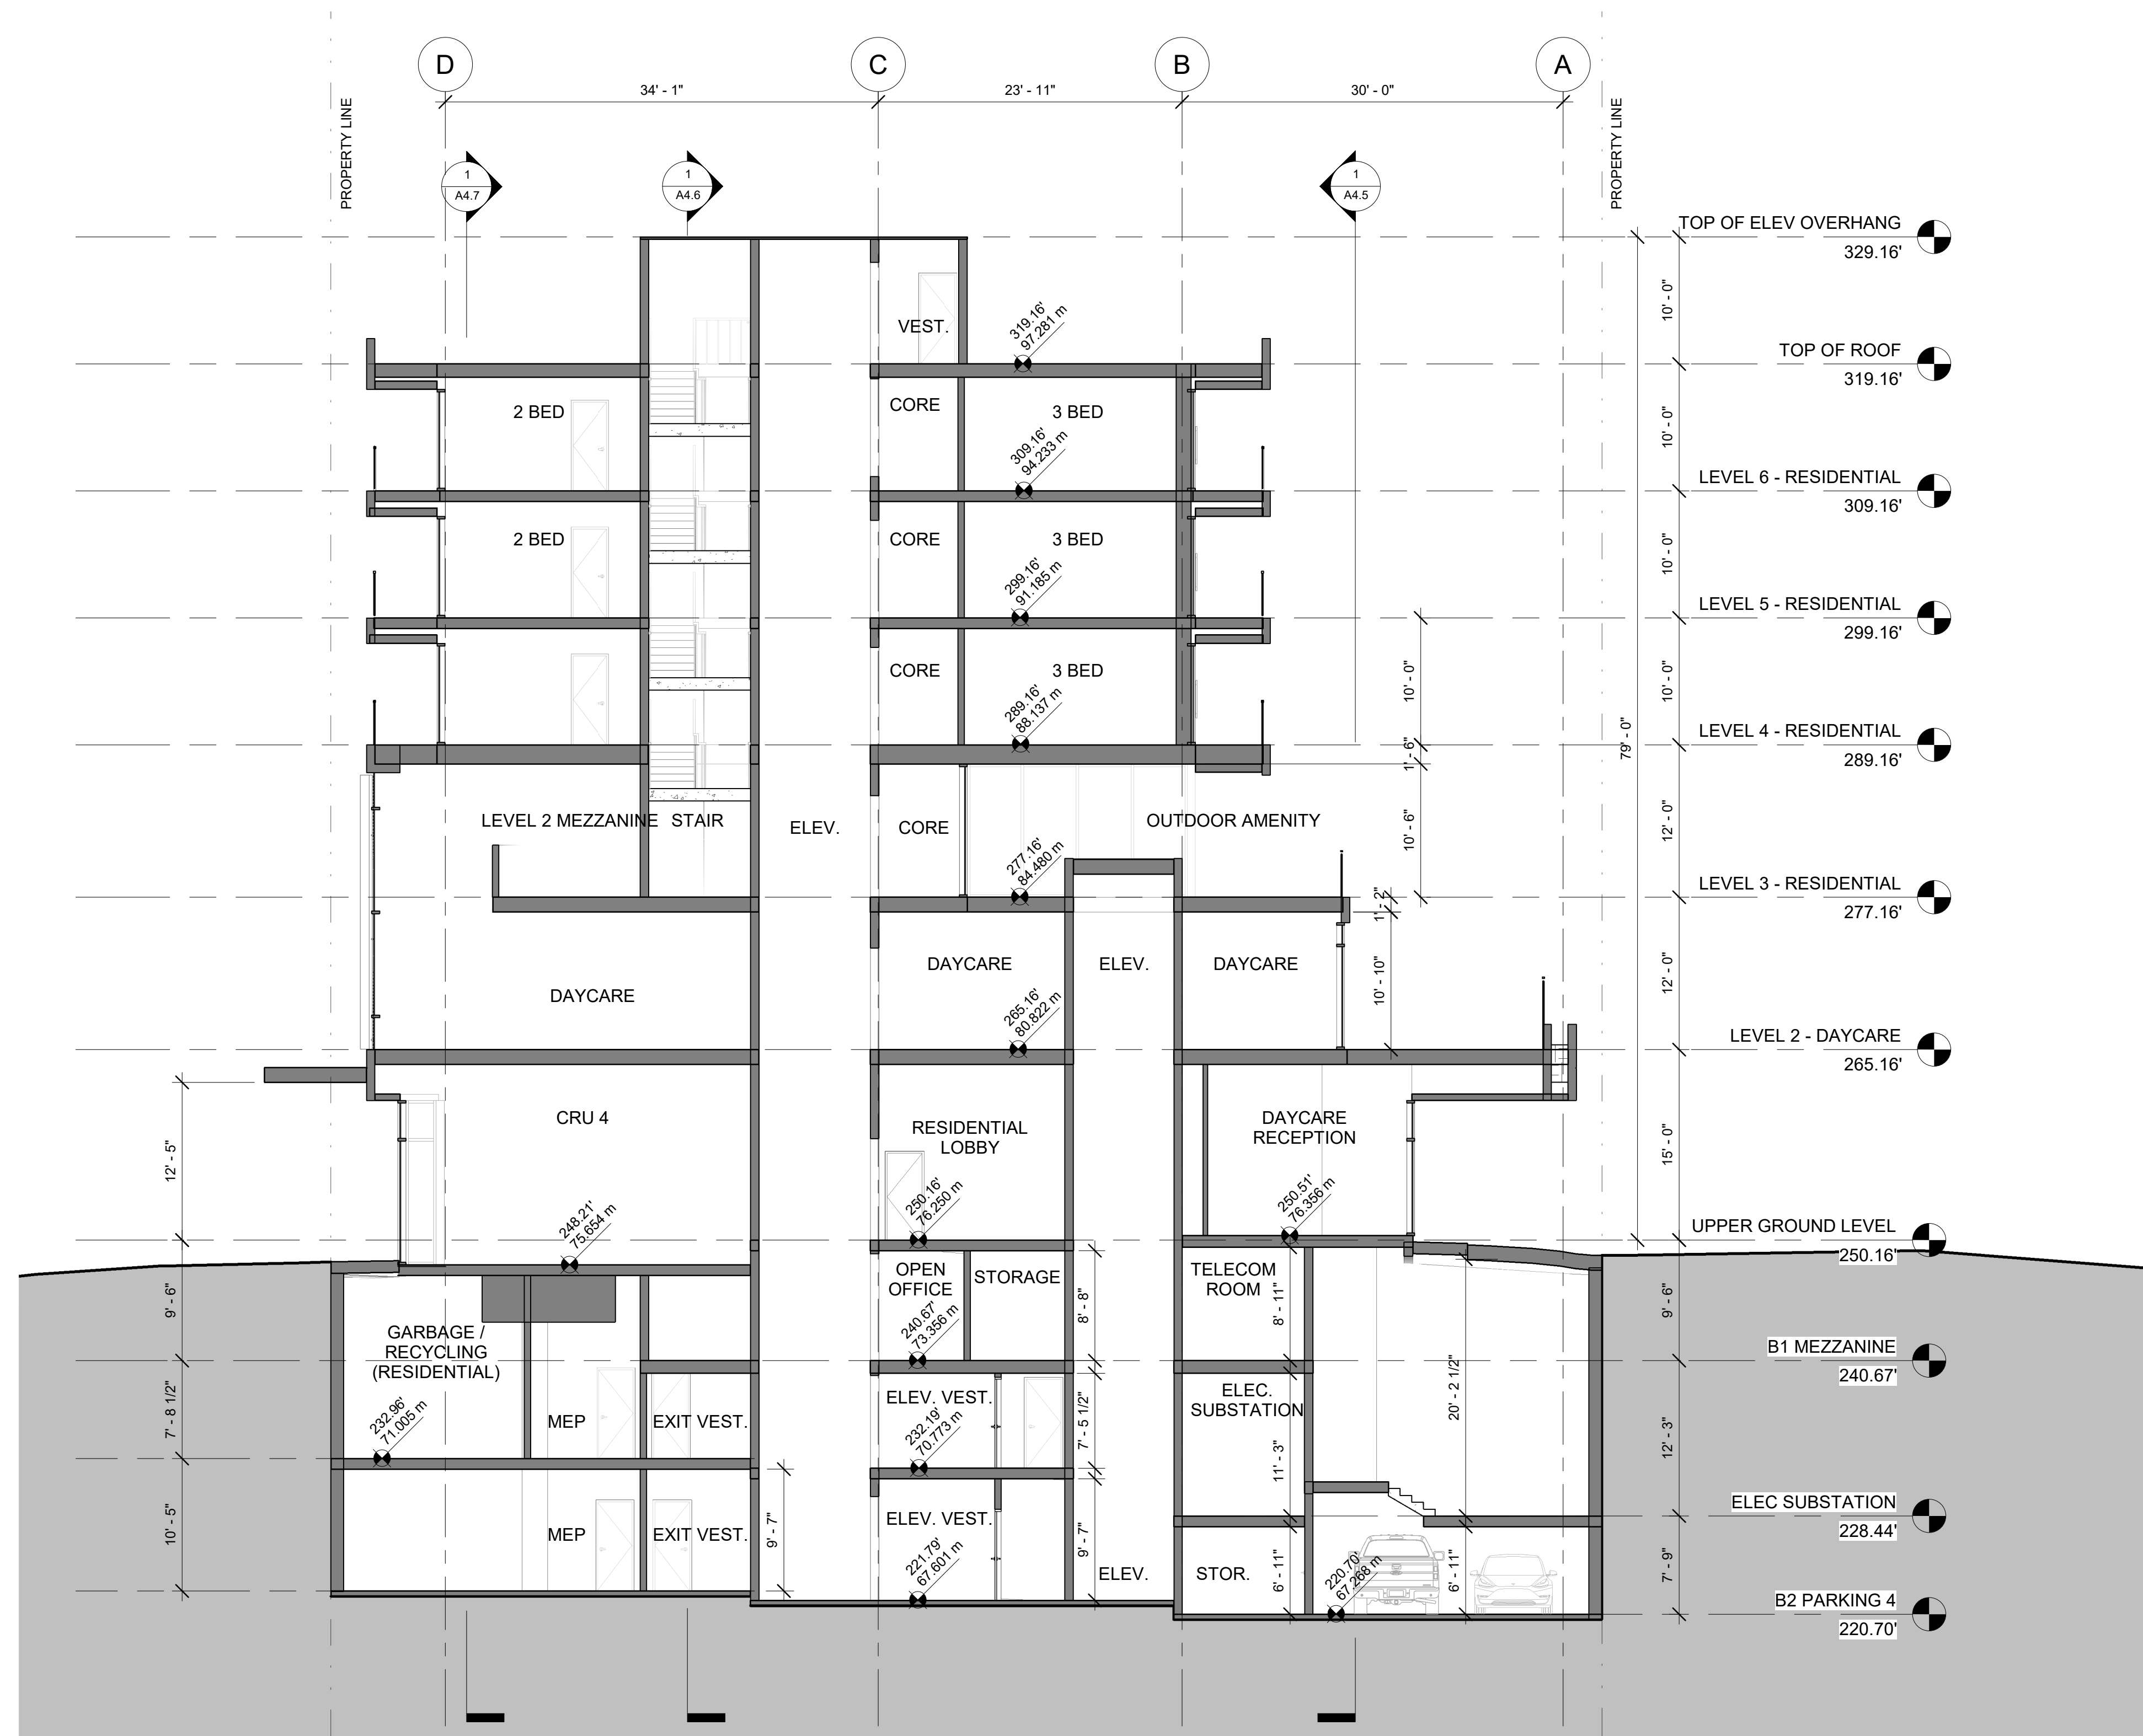 D
C
B
A
34' - 1"
23' - 11"
30' - 0"
PROPERTY LINE
PROPERTY LINE
1
A4.7
1
A4.6
1
A4.5
TOP OF ELEV OVERHANG
329.16'
10' - 0"
VEST.
319.16'
97.281 m
TOP OF ROOF
319.16'
2 BED
CORE
3 BED
10' - 0"
309.16'
94.233 m
LEVEL 6 - RESIDENTIAL
309.16'
2 BED
CORE
3 BED
10' - 0"
299.16'
91.185 m
LEVEL 5 - RESIDENTIAL
299.16'
CORE
3 BED
10' - 0"
10' - 0"
289.16'
88.137 m
79' - 0"
LEVEL 4 - RESIDENTIAL
289.16'
1' - 6"
LEVEL 2 MEZZANINE
STAIR
ELEV.
CORE
OUTDOOR AMENITY
10' - 6"
12' - 0"
277.16'
84.480 m
LEVEL 3 - RESIDENTIAL
277.16'
1' - 2"
DAYCARE
DAYCARE
ELEV.
DAYCARE
10' - 10"
12' - 0"
265.16'
80.822 m
LEVEL 2 - DAYCARE
265.16'
12' - 5"
CRU 4
RESIDENTIAL
LOBBY
DAYCARE
RECEPTION
15' - 0"
248.21'
75.654 m
250.16'
76.250 m
250.51'
76.356 m
UPPER GROUND LEVEL
250.16'
9' - 6"
OPEN
OFFICE
STORAGE
8' - 8"
TELECOM
ROOM
8' - 11"
9' - 6"
GARBAGE /
RECYCLING
(RESIDENTIAL)
240.67'
73.356 m
B1 MEZZANINE
240.67'
7' - 8 1/2"
232.96'
71.005 m
MEP
EXIT VEST.
ELEV. VEST.
232.19'
70.773 m
7' - 5 1/2"
ELEC.
SUBSTATION
11' - 3"
20' - 2 1/2"
12' - 3"
ELEC SUBSTATION
228.44'
10' - 5"
MEP
EXIT VEST.
9' - 7"
ELEV. VEST.
221.79'
67.601 m
9' - 7"
ELEV.
STOR.
6' - 11"
220.70'
67.268 m
6' - 11"
7' - 9"
B2 PARKING 4
220.70'